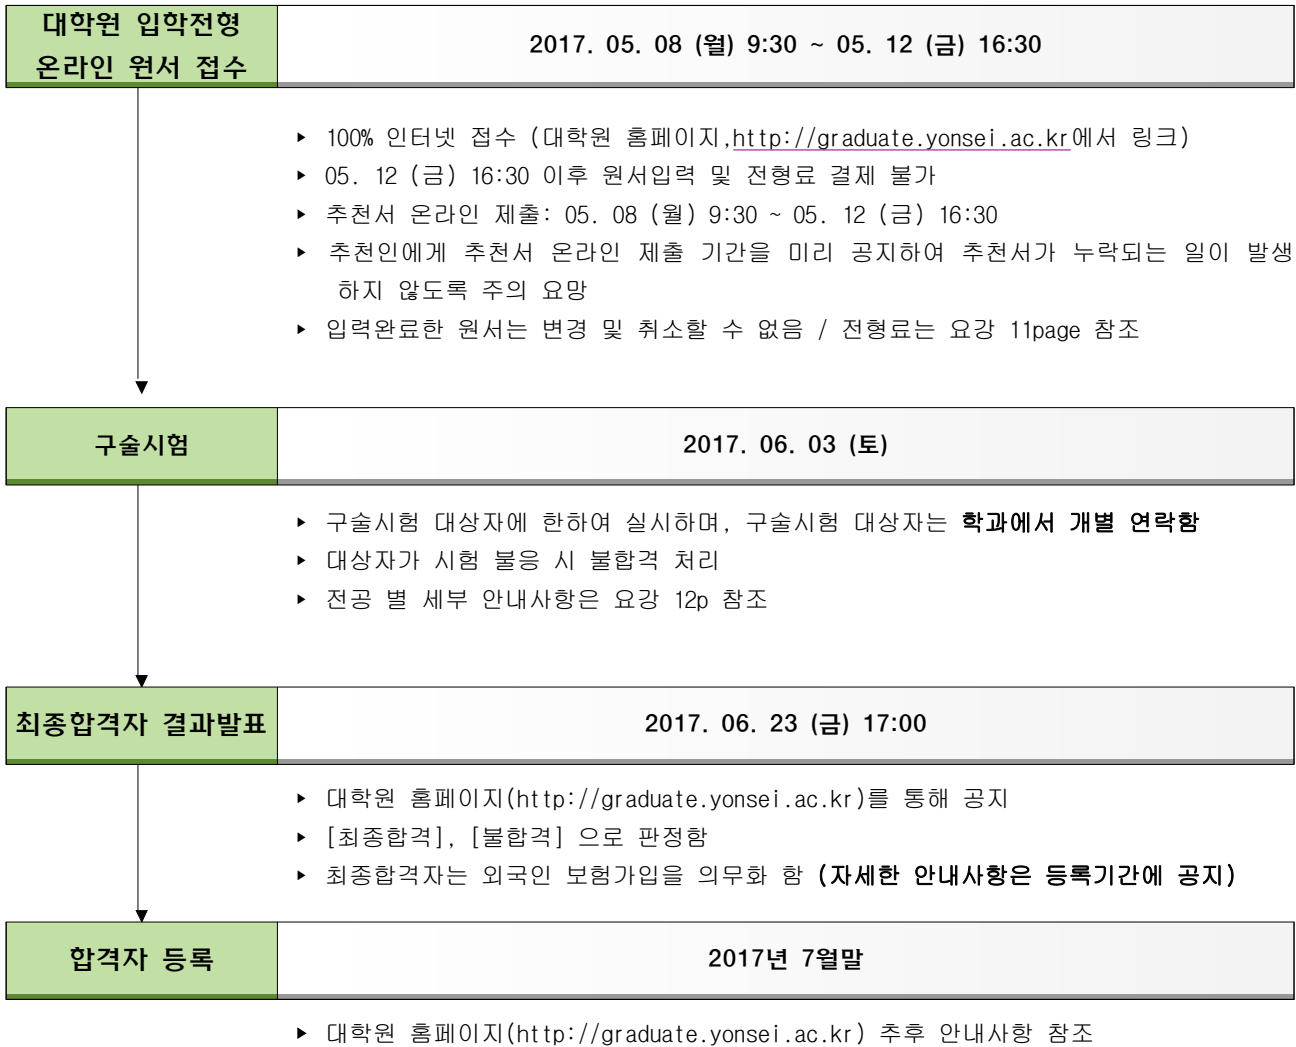 대학원 입학전형
온라인 원서 접수
2017. 05. 08 (월) 9:30 ~ 05. 12 (금) 16:30
▶ 100% 인터넷 접수 (대학원 홈페이지,http://graduate.yonsei.ac.kr에서 링크)
▶ 05. 12 (금) 16:30 이후 원서입력 및 전형료 결제 불가
▶ 추천서 온라인 제출: 05. 08 (월) 9:30 ~ 05. 12 (금) 16:30
▶ 추천인에게 추천서 온라인 제출 기간을 미리 공지하여 추천서가 누락되는 일이 발생
하지 않도록 주의 요망
▶ 입력완료한 원서는 변경 및 취소할 수 없음 / 전형료는 요강 11page 참조
구술시험
2017. 06. 03 (토)
▶ 구술시험 대상자에 한하여 실시하며, 구술시험 대상자는 학과에서 개별 연락함
▶ 대상자가 시험 불응 시 불합격 처리
▶ 전공 별 세부 안내사항은 요강 12p 참조
최종합격자 결과발표
2017. 06. 23 (금) 17:00
▶ 대학원 홈페이지(http://graduate.yonsei.ac.kr)를 통해 공지
▶ [최종합격], [불합격] 으로 판정함
▶ 최종합격자는 외국인 보험가입을 의무화 함 (자세한 안내사항은 등록기간에 공지)
합격자 등록
2017년 7월말
▶ 대학원 홈페이지(http://graduate.yonsei.ac.kr) 추후 안내사항 참조